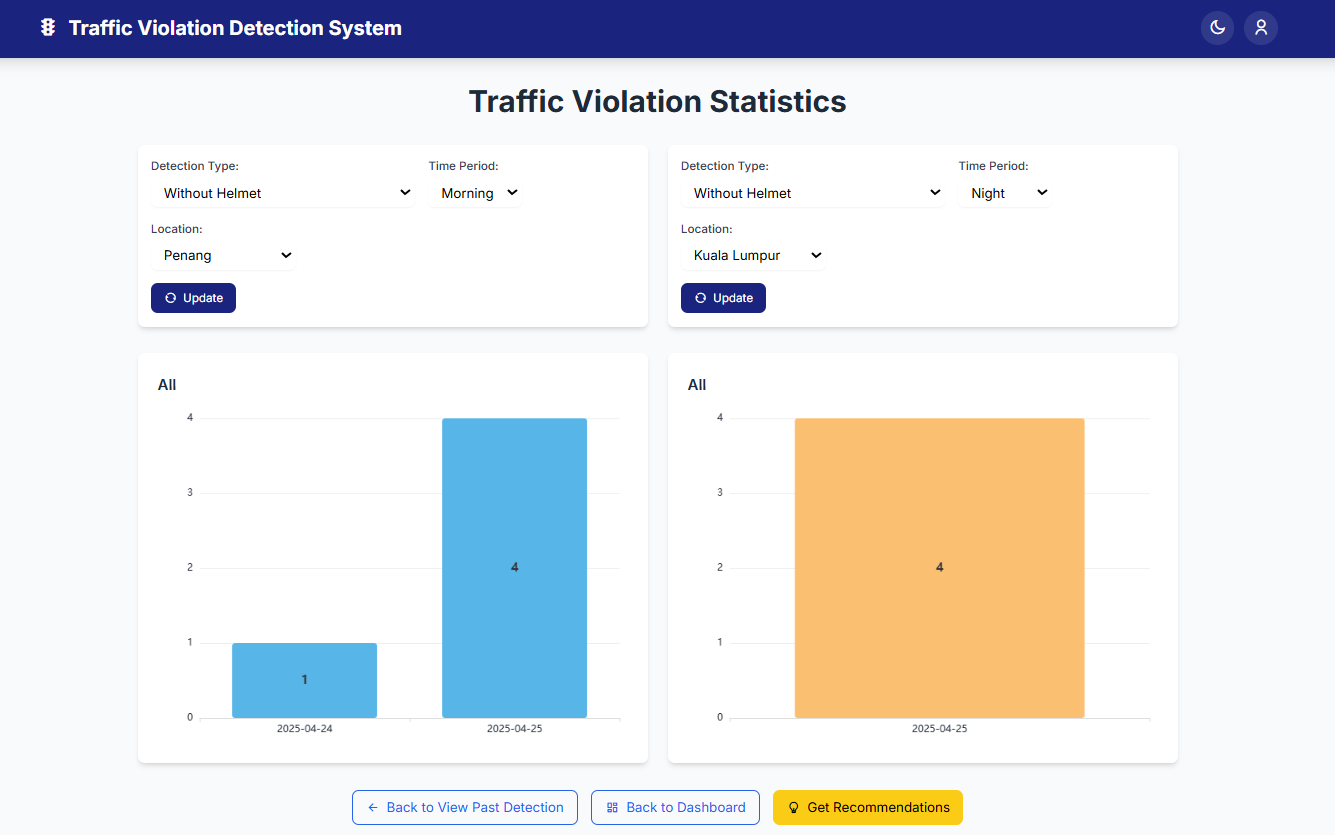 Traffic Violation Detection System
Traffic Violation Statistics
Detection Type:
Time Period:
Without Helmet
Morning
Location:
Penang
Update
Detection Type:
Time Period:
Without Helmet
Night
Location:
Kuala Lumpur
Update
All
4
3
2
1
0
1
4
2025-04-24
2025-04-25
All
4
3
2
1
0
4
2025-04-25
Back to View Past Detection
Back to Dashboard
Get Recommendations